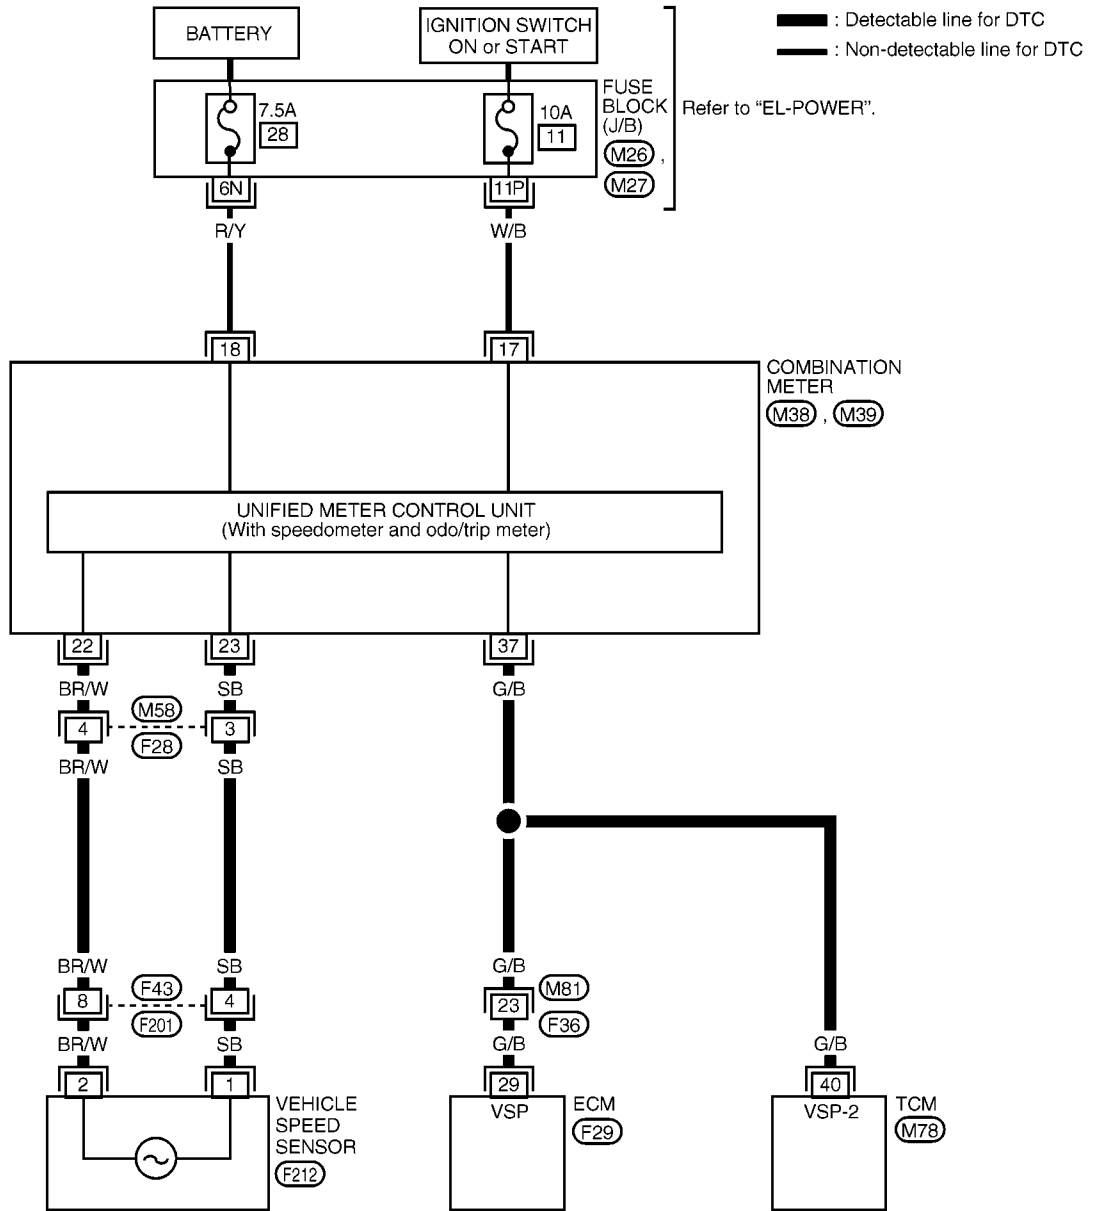 BATTERY
IGNITION SWITCH
ON or START
: Detectable line for DTC
: Non-detectable line for DTC
7.5A
28
10A
11
FUSE
BLOCK
(J/B)
M26 ,
M27
Refer to “EL-POWER”.
6N
11P
R/Y
W/B
18
17
COMBINATION
METER
M38 , M39
UNIFIED METER CONTROL UNIT
(With speedometer and odo/trip meter)
22
23
37
BR/W
SB
G/B
M58
4
3
F28
BR/W
SB
BR/W
SB
G/B
F43
M81
8
4
23
F201
F36
BR/W
SB
G/B
G/B
2
1
29
40
VSP
VSP-2
VEHICLE
SPEED
SENSOR
F212
ECM
F29
TCM
M78